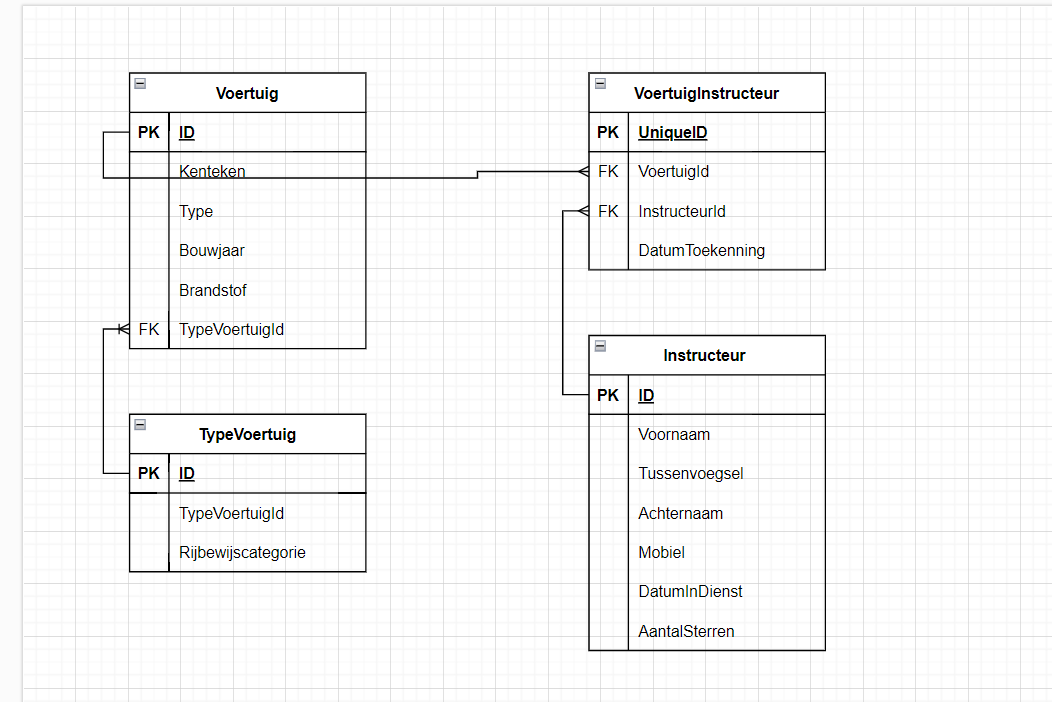 Voertuig
PK ID
Kenteken
Type
Bouwjaar
Brandstof
FK TypeVoertuigId
TypeVoertuig
PK ID
TypeVoertuigId
Rijbewijscategorie
VoertuigInstructeur
PK UniqueID
FK VoertuigId
FK InstructeurId
DatumToekenning
Instructeur
PK ID
Voornaam
Tussenvoegsel
Achternaam
Mobiel
DatumInDienst
AantalSterren